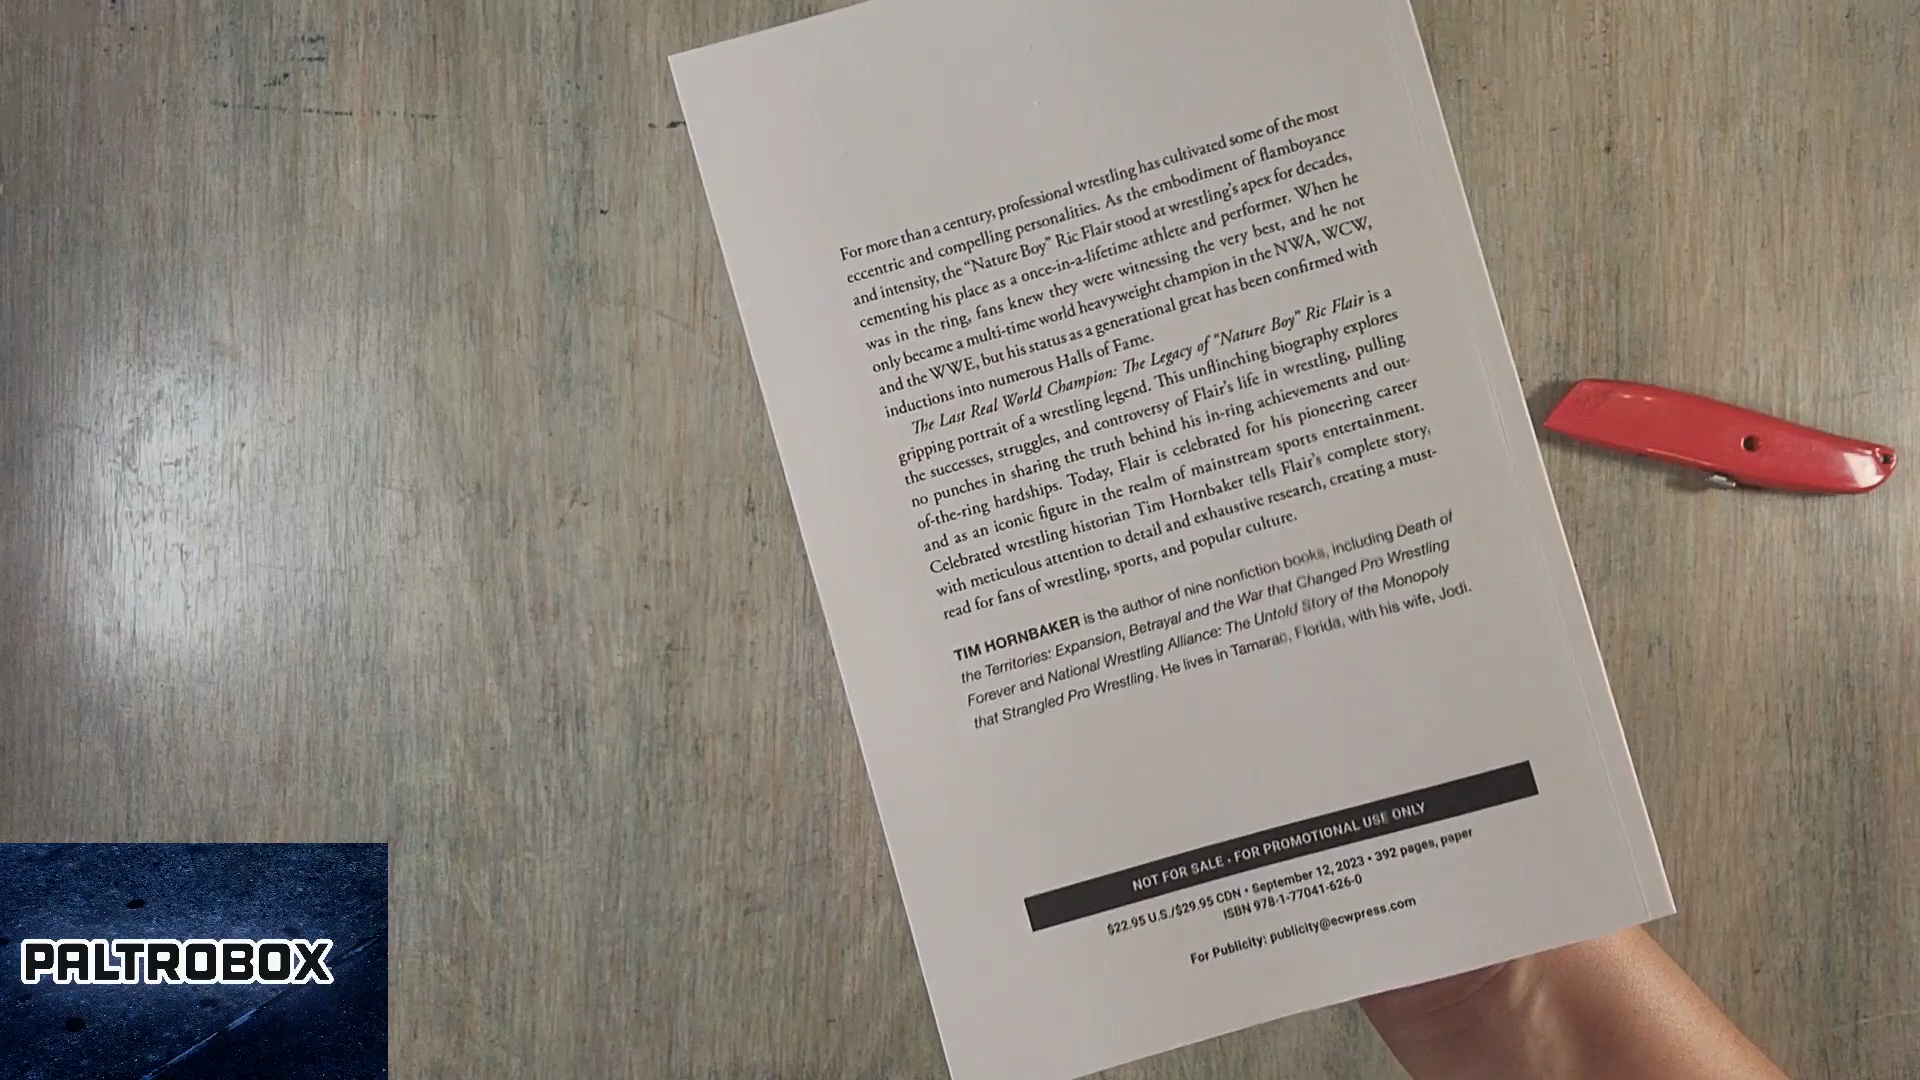 For more than a century, professional wrestling has cultivated some of the most
eccentric and compelling personalities. As the embodiment of flamboyance
and intensity, the “Nature Boy” Ric Flair stood at wrestling’s apex for decades,
cementing his place as a once-in-a-lifetime athlete and performer. When he
was in the ring, fans knew they were witnessing the very best, and he not
only became a multi-time world heavyweight champion in the NWA, WCW,
and the WWE, but his status as a generational great has been confirmed with
inductions into numerous Halls of Fame.
The Last Real World Champion: The Legacy of “Nature Boy” Ric Flair is a
gripping portrait of a wrestling legend. This unflinching biography explores
the successes, struggles, and controversy of Flair’s life in wrestling, pulling
no punches in sharing the truth behind his in-ring achievements and out-
of-the-ring hardships. Today, Flair is celebrated for his pioneering career
and as an iconic figure in the realm of mainstream sports entertainment.
Celebrated wrestling historian Tim Hornbaker tells Flair’s complete story,
with meticulous attention to detail and exhaustive research, creating a must-
read for fans of wrestling, sports, and popular culture.
TIM HORNBAKER is the author of nine nonfiction books, including Death of
the Territories: Expansion, Betrayal and the War that Changed Pro Wrestling
Forever and National Wrestling Alliance: The Untold Story of the Monopoly
that Strangled Pro Wrestling. He lives in Tamarac, Florida, with his wife, Jodi.
NOT FOR SALE • FOR PROMOTIONAL USE ONLY
$22.95 U.S./$29.95 CDN • September 12, 2023 • 392 pages, paper
ISBN 978-1-77041-626-0
For Publicity: publicity@ecwpress.com
PALTROBOX